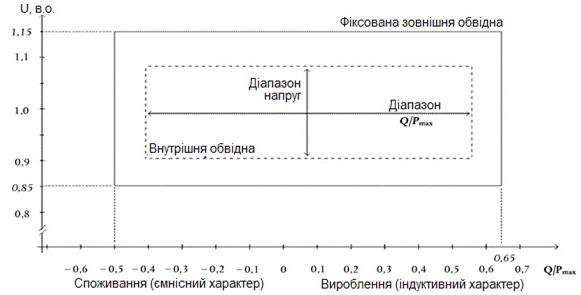 U, в.о.
Фіксована зовнішня обвідна
1,15
1,1
Діапазон
напруг
1,0
Діапазон
Q/Pmax
Внутрішня обвідна
0,9
0,85
0,8
0,65
−0,6 −0,5 −0,4 −0,3 −0,2 −0,1 0 0,1 0,2 0,3 0,4 0,5 0,6 0,7 Q/Pmax
Споживання (ємнісний характер) Вироблення (індуктивний характер)